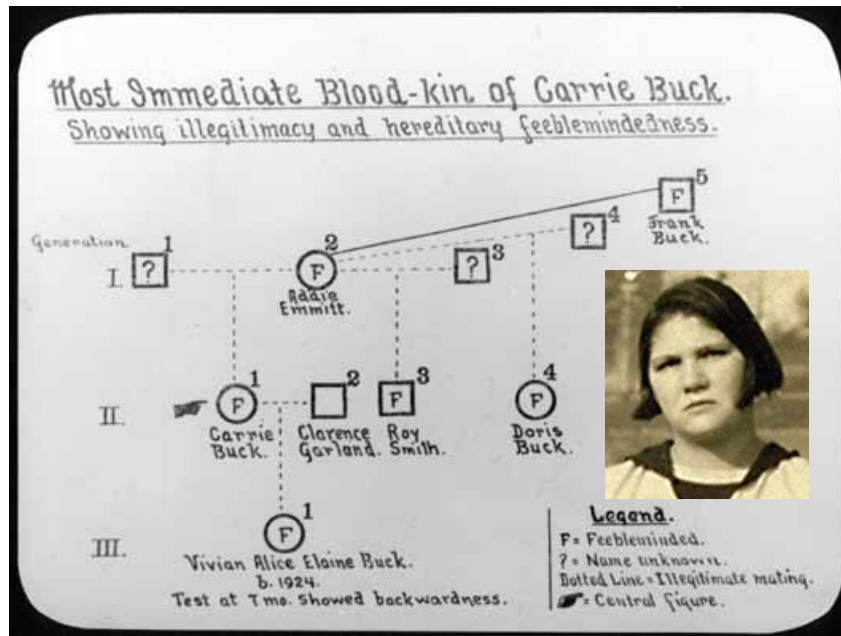 Most Immediate Blood-kin of Carrie Buck.
Showing illegitimacy and hereditary feeblemindedness.
Generation.
I.
? 1
F 2
Addie
Emmitt.
? 3
? 4
F 5
Frank
Buck.
II.
F 1
Carrie
Buck.
2
Clarence
Garland.
F 3
Roy
Smith.
F 4
Doris
Buck.
III.
F 1
Vivian Alice Elaine Buck.
b. 1924.
Test at 7 mo. Showed backwardness.
Legend.
F = Feebleminded.
? = Name unknown.
Dotted Line = Illegitimate mating.
= Central figure.